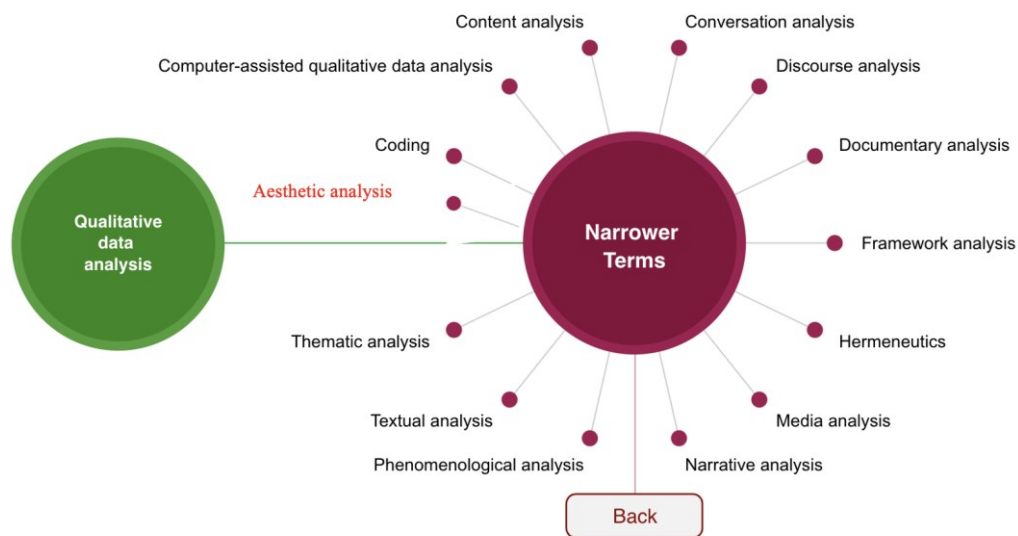 Content analysis
Conversation analysis
Computer-assisted qualitative data analysis
Discourse analysis
Coding
Documentary analysis
Aesthetic analysis
Qualitative
data
analysis
Narrower
Terms
Framework analysis
Thematic analysis
Hermeneutics
Textual analysis
Media analysis
Phenomenological analysis
Narrative analysis
Back